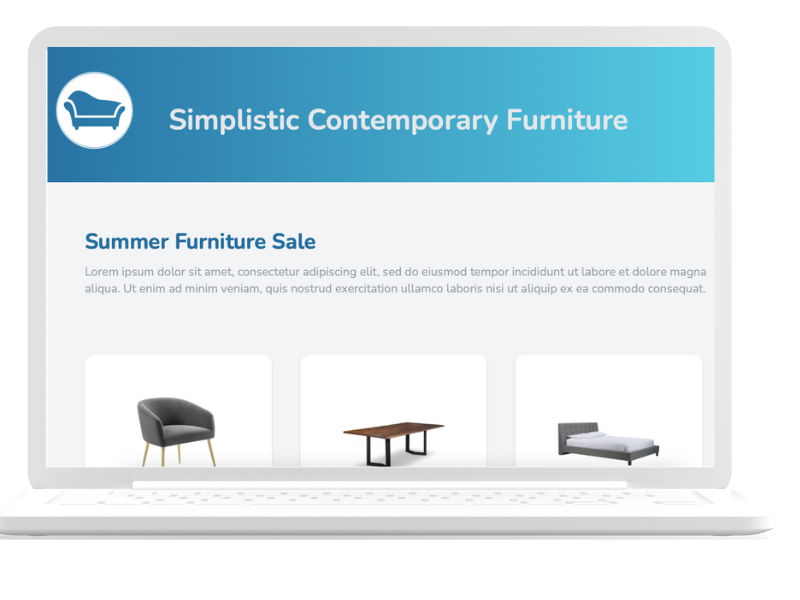 Simplistic Contemporary Furniture
Summer Furniture Sale
Lorem ipsum dolor sit amet, consectetur adipiscing elit, sed do eiusmod tempor incididunt ut labore et dolore magna
aliqua. Ut enim ad minim veniam, quis nostrud exercitation ullamco laboris nisi ut aliquip ex ea commodo consequat.